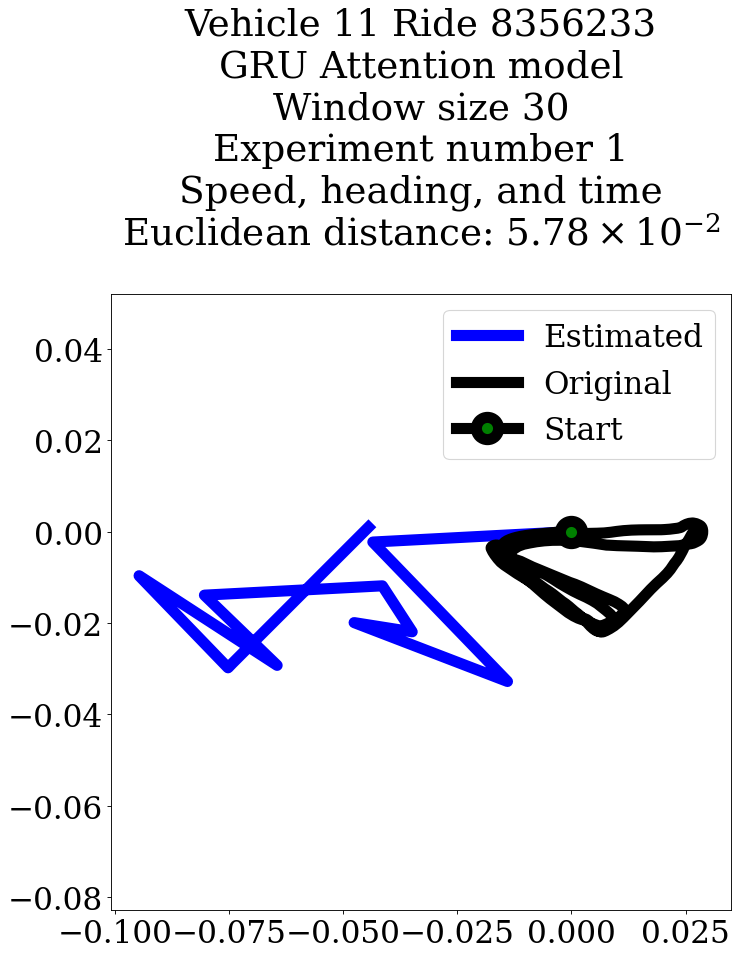 Vehicle 11 Ride 8356233
GRU Attention model
Window size 30
Experiment number 1
Speed, heading, and time
Euclidean distance: 5.78 × 10⁻²
Estimated
Original
Start
0.04
0.02
0.00
−0.02
−0.04
−0.06
−0.08
−0.100 −0.075 −0.050 −0.025 0.000 0.025